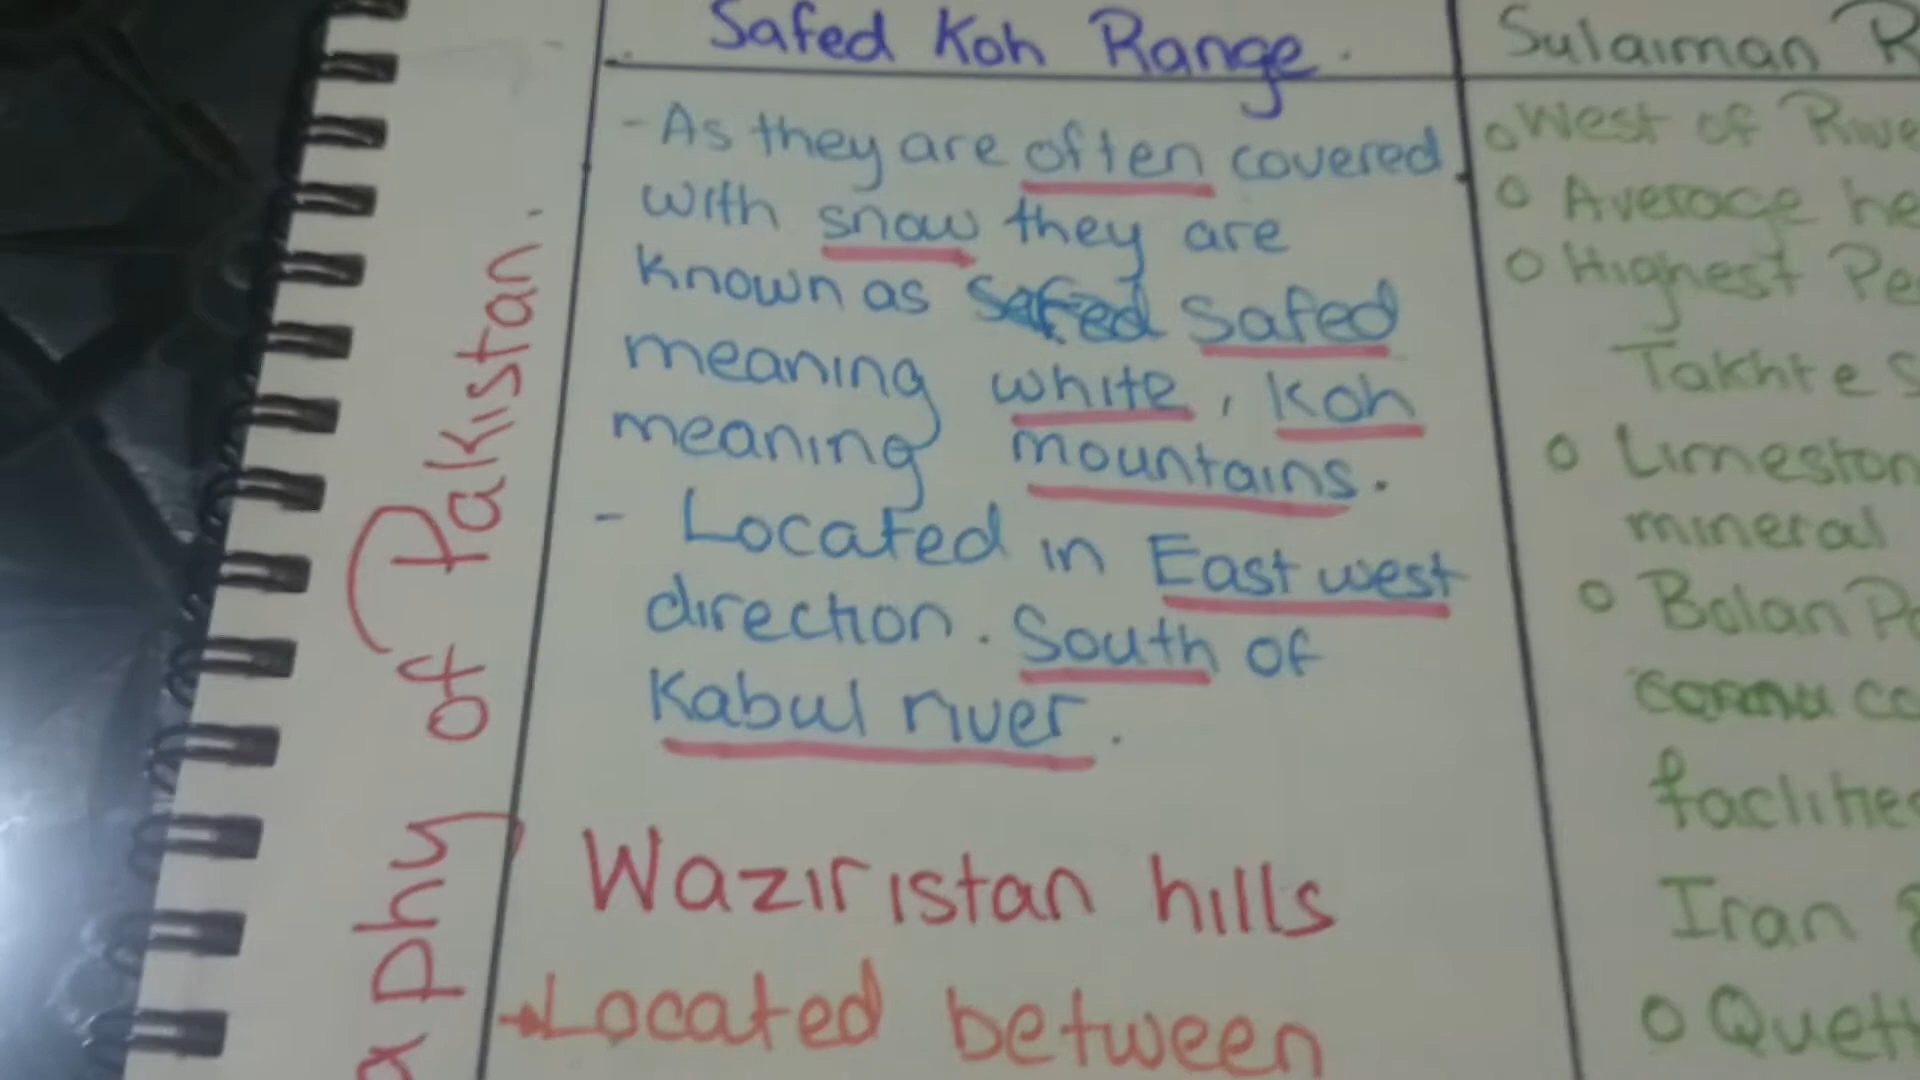 Safed Koh Range.
- As they are often covered
with snow they are
known as Safed
meaning white, Koh
meaning mountains.
- Located in East west
direction. South of
Kabul river.
Waziristan hills
Located between
Sulaiman R
West of Rive
Average he
Highest Pe
Takht e S
Limeston
mineral
Bolan Pa
faclitie
Iran &
Quett
aphy of Pakistan.